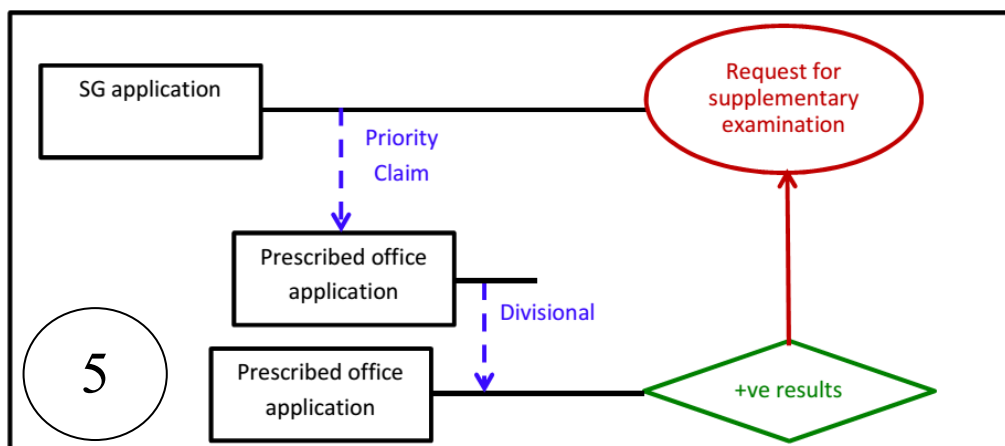 SG application
Request for
supplementary
examination
Priority
Claim
Prescribed office
application
Divisional
5
Prescribed office
application
+ve results